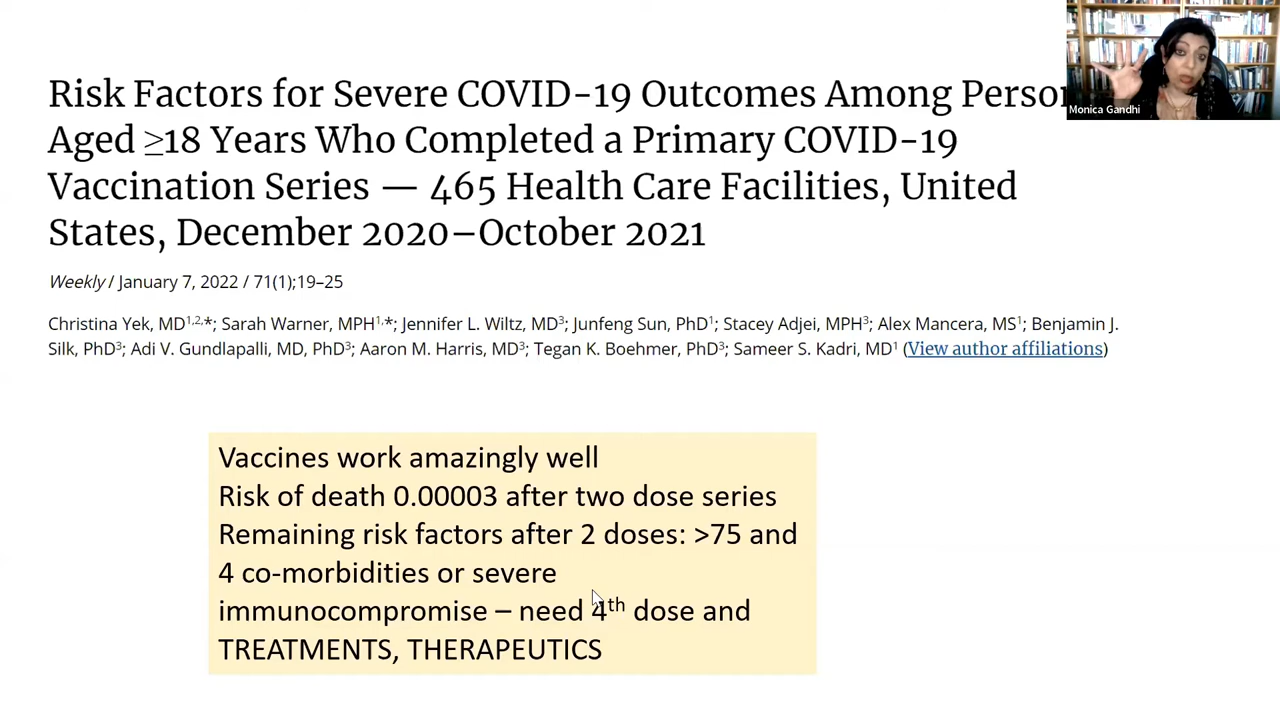 Risk Factors for Severe COVID-19 Outcomes Among Person
Aged ≥18 Years Who Completed a Primary COVID-19
Vaccination Series — 465 Health Care Facilities, United
States, December 2020–October 2021
Weekly / January 7, 2022 / 71(1);19–25
Christina Yek, MD1,2,*; Sarah Warner, MPH1,*; Jennifer L. Wiltz, MD3; Junfeng Sun, PhD1; Stacey Adjei, MPH3; Alex Mancera, MS1; Benjamin J.
Silk, PhD3; Adi V. Gundlapalli, MD, PhD3; Aaron M. Harris, MD3; Tegan K. Boehmer, PhD3; Sameer S. Kadri, MD1 (View author affiliations)
Vaccines work amazingly well
Risk of death 0.00003 after two dose series
Remaining risk factors after 2 doses: >75 and
4 co-morbidities or severe
immunocompromise – need 4th dose and
TREATMENTS, THERAPEUTICS
Monica Gandhi